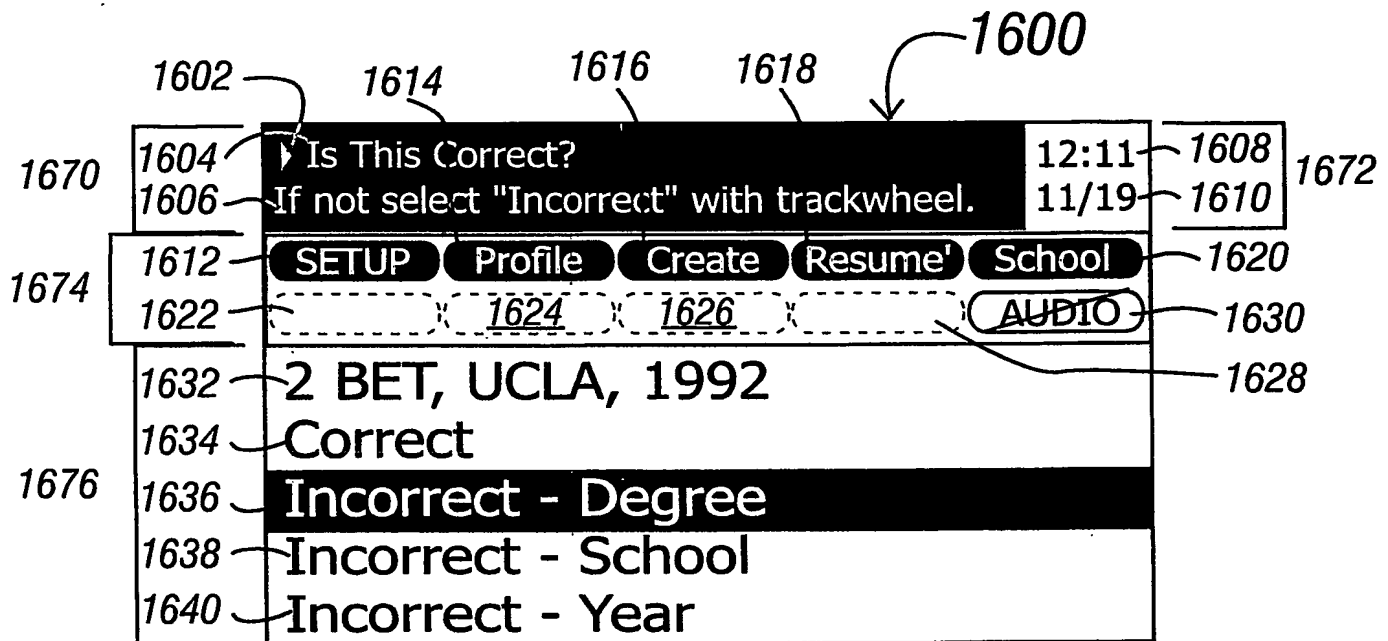 1600
1602 1614 1616 1618
1670 1604 Is This Correct? 12:11 1608 1672
1606 If not select "Incorrect" with trackwheel. 11/19 1610
1674 1612 SETUP Profile Create Resume' School 1620
1622 1624 1626 AUDIO 1630
1632 2 BET, UCLA, 1992 1628
1634 Correct
1676 1636 Incorrect - Degree
1638 Incorrect - School
1640 Incorrect - Year